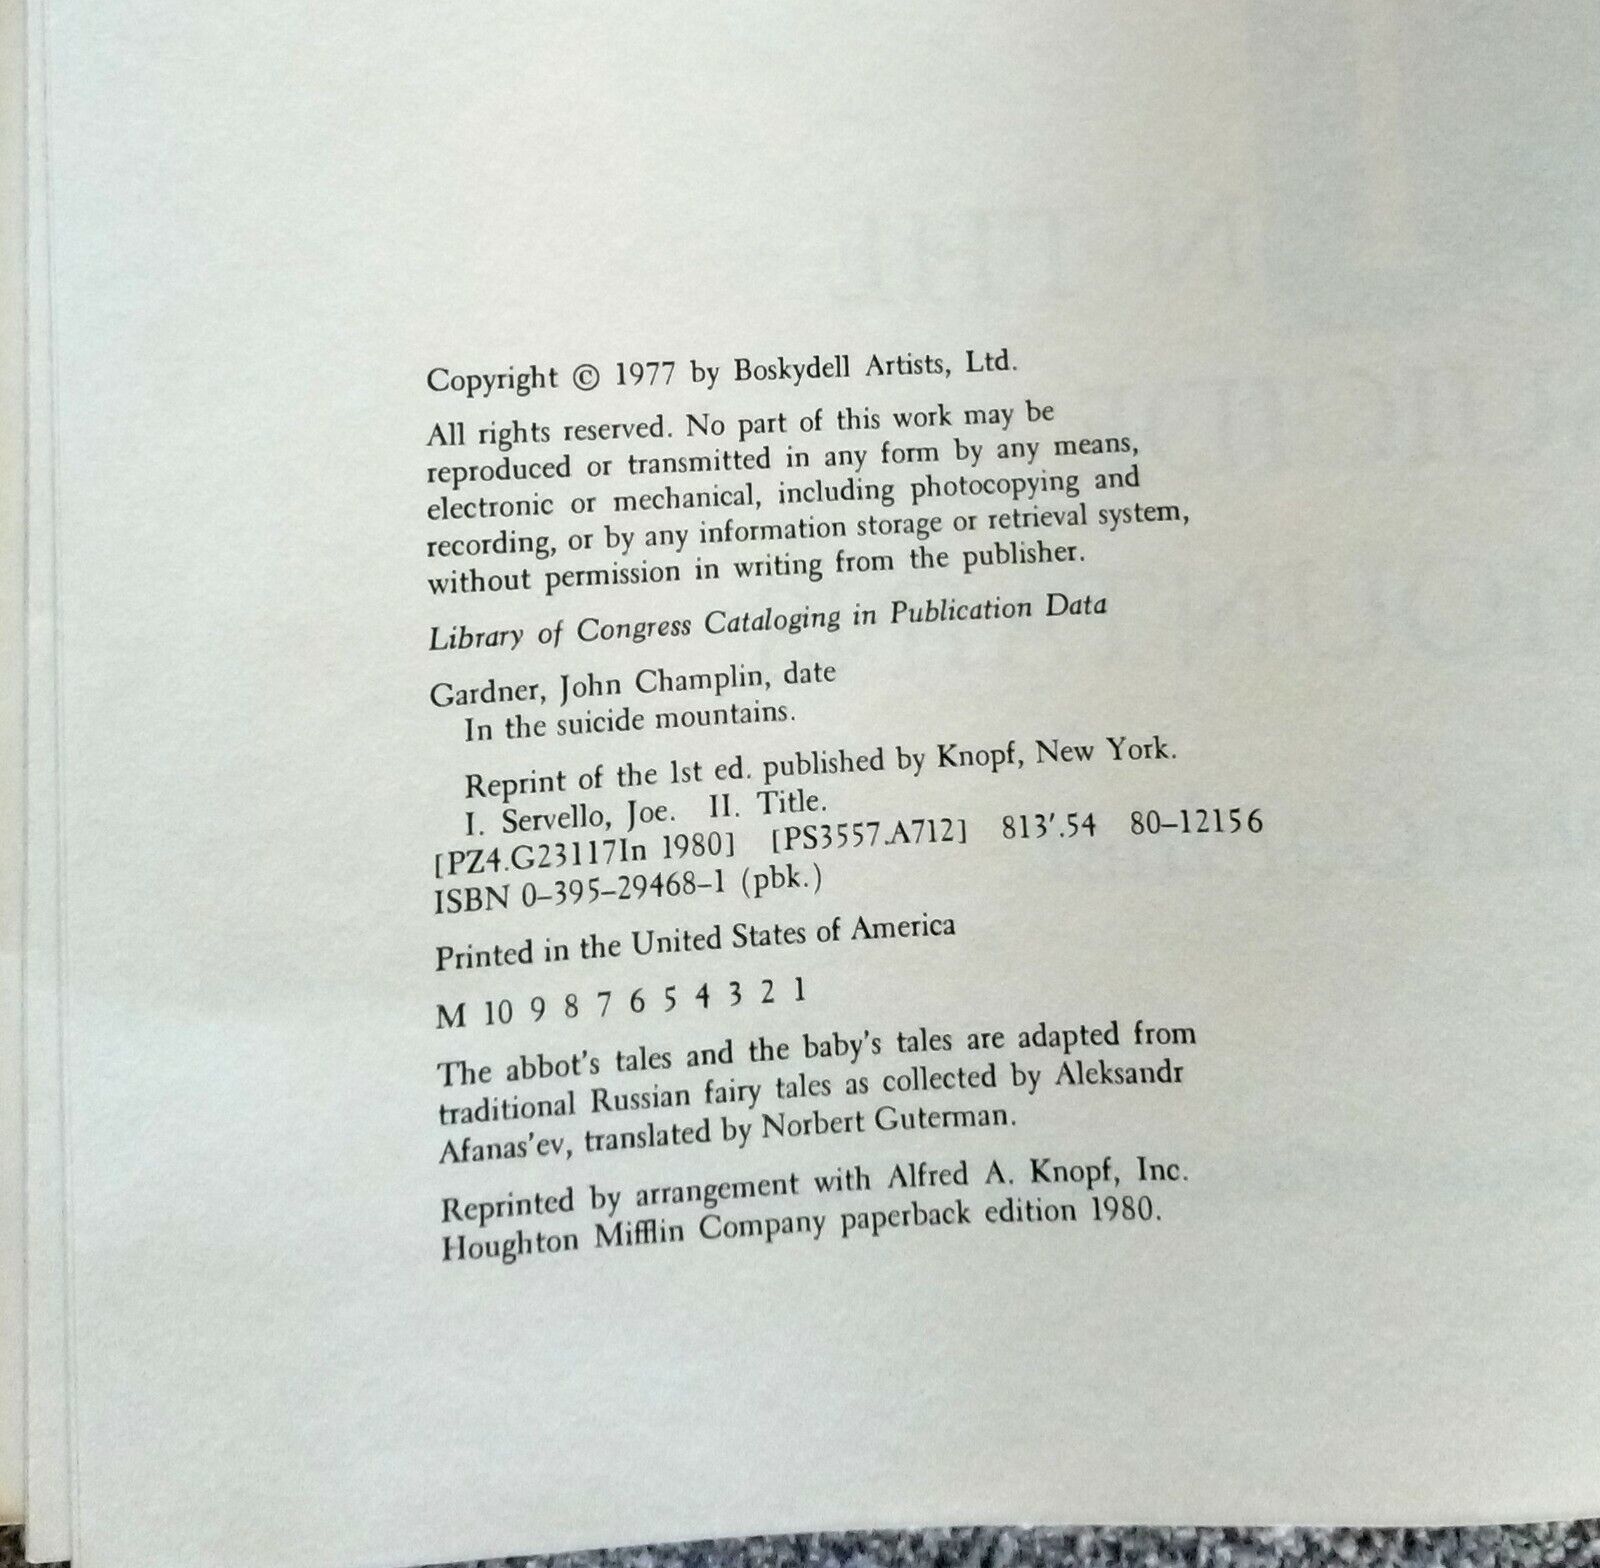 Copyright © 1977 by Boskydell Artists, Ltd.
All rights reserved. No part of this work may be
reproduced or transmitted in any form by any means,
electronic or mechanical, including photocopying and
recording, or by any information storage or retrieval system,
without permission in writing from the publisher.
Library of Congress Cataloging in Publication Data
Gardner, John Champlin, date
In the suicide mountains.
Reprint of the 1st ed. published by Knopf, New York.
I. Servello, Joe. II. Title.
[PZ4.G23117In 1980] [PS3557.A712] 813'.54 80–12156
ISBN 0–395–29468–1 (pbk.)
Printed in the United States of America
M 10 9 8 7 6 5 4 3 2 1
The abbot's tales and the baby's tales are adapted from
traditional Russian fairy tales as collected by Aleksandr
Afanas'ev, translated by Norbert Guterman.
Reprinted by arrangement with Alfred A. Knopf, Inc.
Houghton Mifflin Company paperback edition 1980.